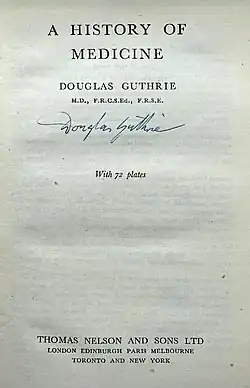 A HISTORY OF
MEDICINE
DOUGLAS GUTHRIE
M.D., F.R.C.S.Ed., F.R.S.E.
Douglas Guthrie
With 72 plates
THOMAS NELSON AND SONS LTD
LONDON EDINBURGH PARIS MELBOURNE
TORONTO AND NEW YORK